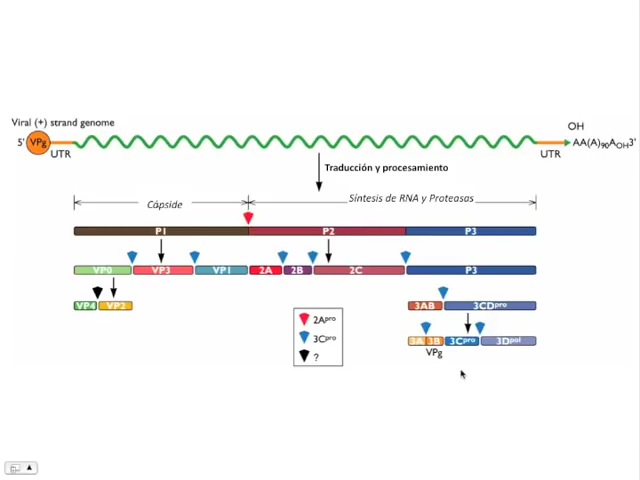 Viral (+) strand genome
OH
5' VPg
AA(A)90AOH3'
UTR
UTR
Traducción y procesamiento
Cápside
Síntesis de RNA y Proteasas
P1 P2 P3
VP0 VP3 VP1 2A 2B 2C P3
VP4 VP2
3AB 3CDpro
2Apro
3Cpro
?
3A 3B 3Cpro 3Dpol
VPg